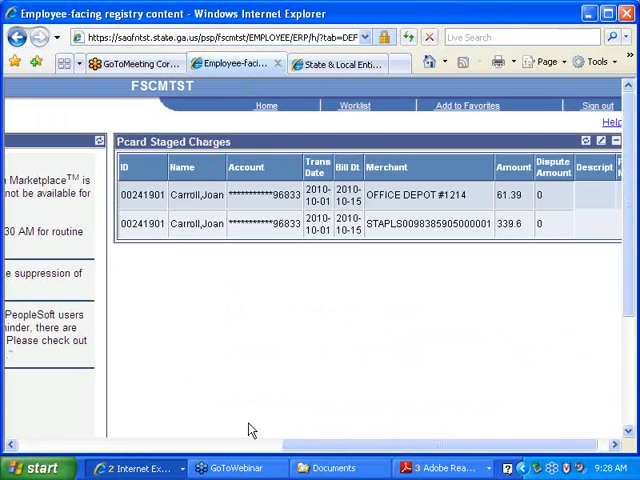 Employee-facing registry content - Windows Internet Explorer
https://saofntst.state.ga.us/psp/fscmtst/EMPLOYEE/ERP/h/?tab=DEF
Live Search
GoToMeeting Cor...
Employee-faci...
State & Local Enti...
Page
Tools
FSCMTST
Home
Worklist
Add to Favorites
Sign out
Help
Pcard Staged Charges
ID Name Account Trans Date Bill Dt Merchant Amount Dispute Amount Descript
00241901 Carroll,Joan ***********96833 2010-10-01 2010-10-15 OFFICE DEPOT #1214 61.39 0
00241901 Carroll,Joan ***********96833 2010-10-01 2010-10-15 STAPLS0098385905000001 339.6 0
n Marketplace™ is
not be available for
30 AM for routine
e suppression of
PeopleSoft users
ninder, there are
Please check out
start
2 Internet Ex...
GoToWebinar
Documents
3 Adobe Rea...
9:28 AM